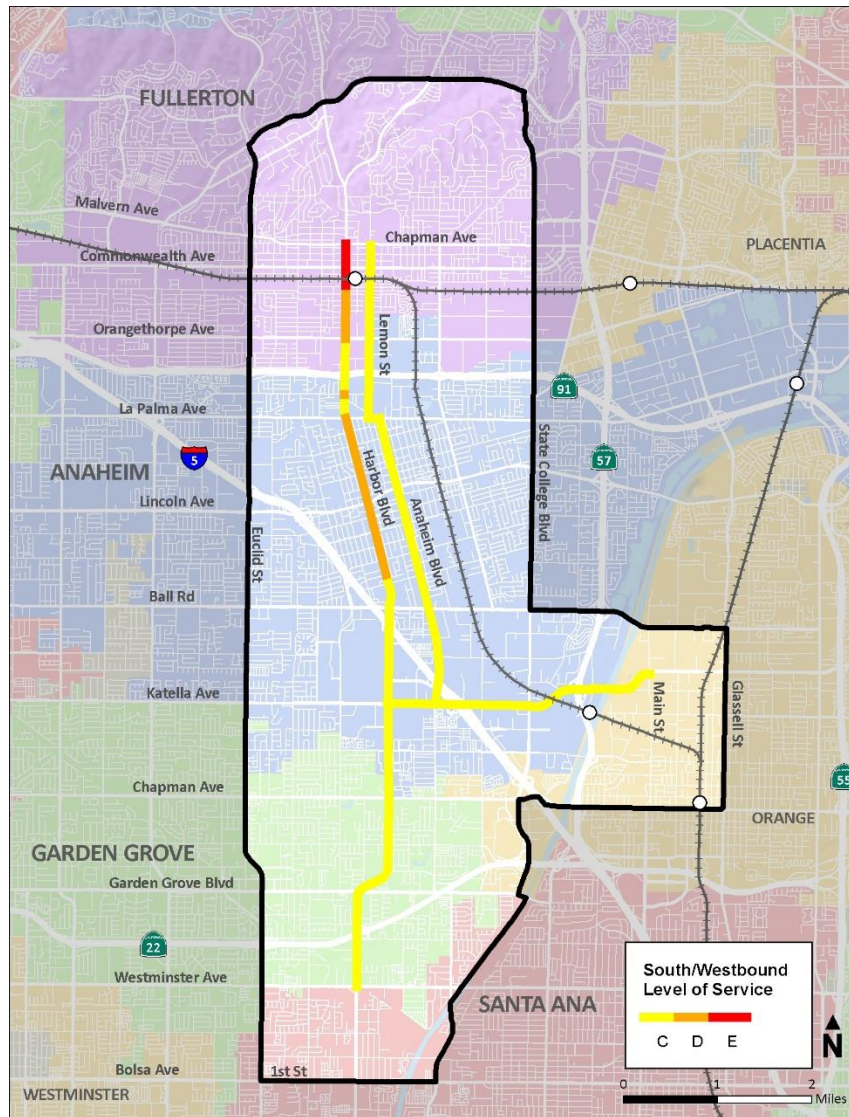 FULLERTON
Malvern Ave
Chapman Ave
PLACENTIA
Commonwealth Ave
Orangethorpe Ave
Lemon St
91
La Palma Ave
State College Blvd
57
5
ANAHEIM
Harbor Blvd
Lincoln Ave
Anaheim Blvd
Euclid St
Ball Rd
Katella Ave
Main St
Glassell St
Chapman Ave
55
ORANGE
GARDEN GROVE
Garden Grove Blvd
22
Westminster Ave
South/Westbound
Level of Service
C D E
SANTA ANA
N
Bolsa Ave
1st St
WESTMINSTER
0 1 2
Miles